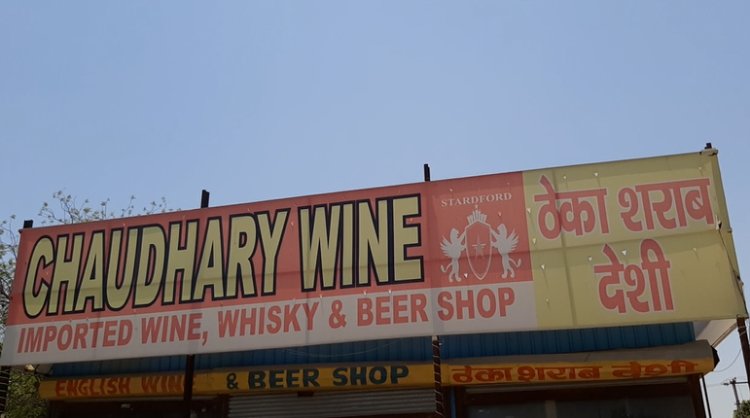 CHAUDHARY WINE
IMPORTED WINE, WHISKY & BEER SHOP
STARDFORD
ठेका शराब
देशी
ENGLISH WINE & BEER SHOP
ठेका शराब देशी